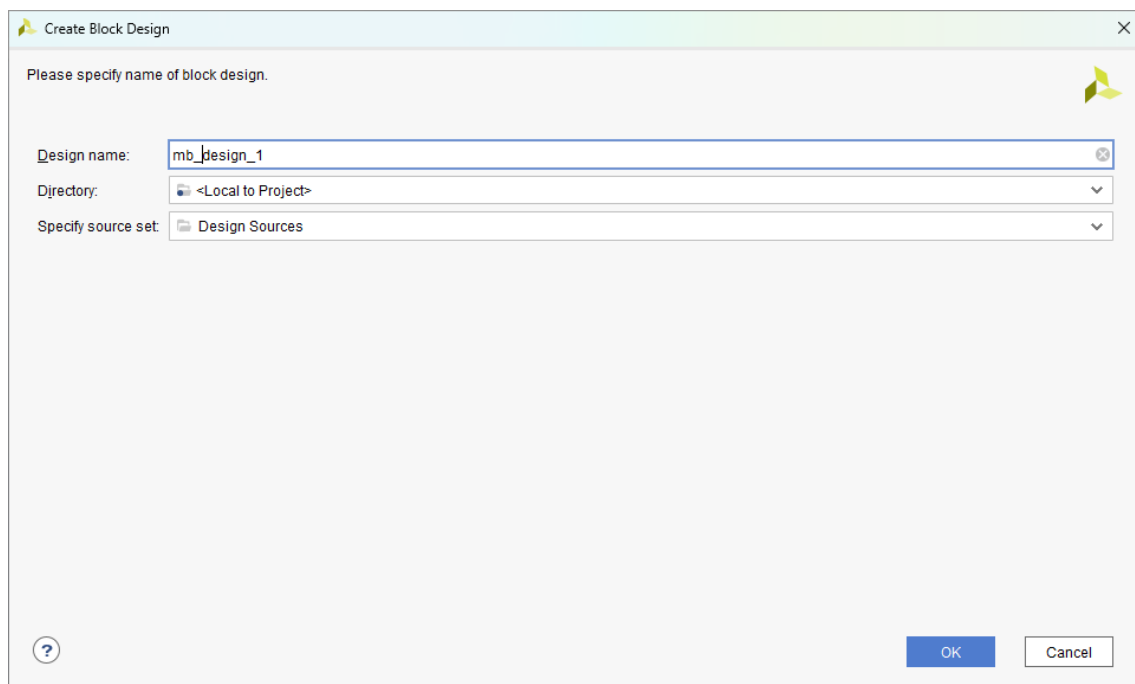 Create Block Design
Please specify name of block design.
Design name: mb_design_1
Directory: <Local to Project>
Specify source set: Design Sources
?
OK Cancel